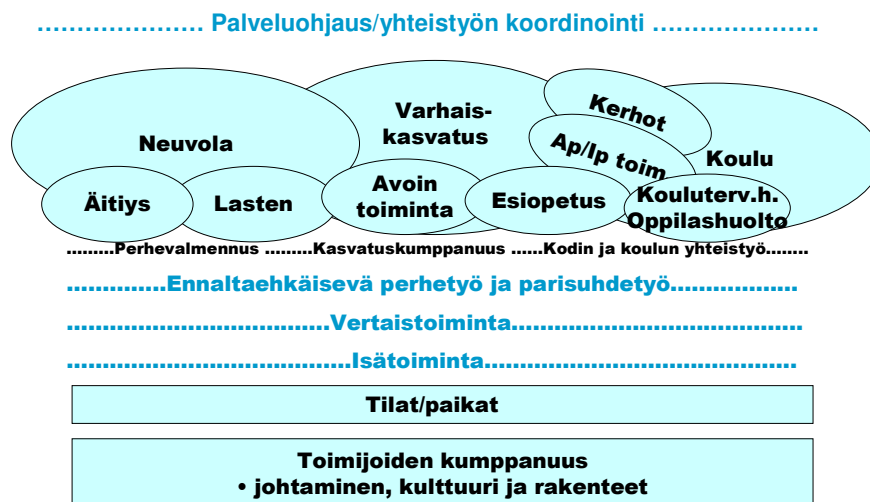 ………………… Palveluohjaus/yhteistyön koordinointi …………………
Neuvola
Varhais-
kasvatus
Kerhot
Ap/Ip toim
Koulu
Äitiys
Lasten
Avoin
toiminta
Esiopetus
Kouluterv.h.
Oppilashuolto
………Perhevalmennus ………Kasvatuskumppanuus ……Kodin ja koulun yhteistyö………
…………..Ennaltaehkäisevä perhetyö ja parisuhdetyö………………
………………………………Vertaistoiminta………………………………
…………………………………Isätoiminta…………………………………
Tilat/paikat
Toimijoiden kumppanuus
• johtaminen, kulttuuri ja rakenteet